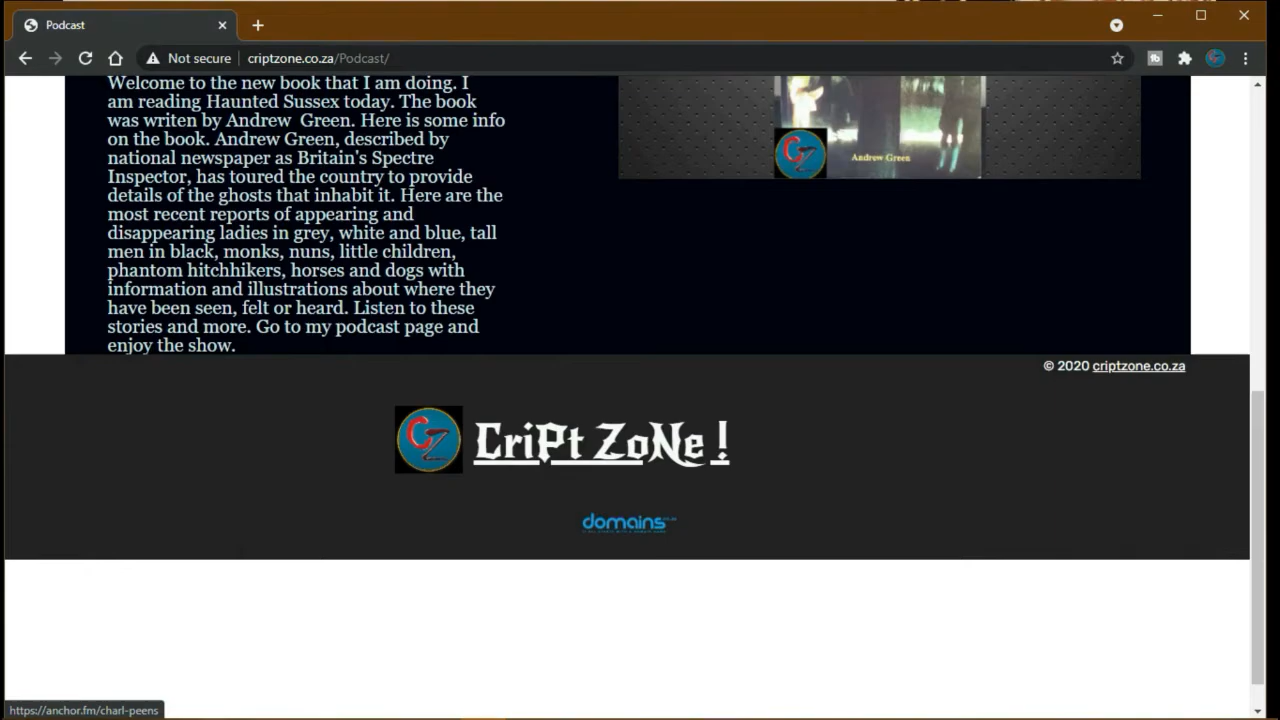 Podcast
Not secure
criptzone.co.za/Podcast/
Welcome to the new book that I am doing. I
am reading Haunted Sussex today. The book
was writen by Andrew Green. Here is some info
on the book. Andrew Green, described by
national newspaper as Britain's Spectre
Inspector, has toured the country to provide
details of the ghosts that inhabit it. Here are the
most recent reports of appearing and
disappearing ladies in grey, white and blue, tall
men in black, monks, nuns, little children,
phantom hitchhikers, horses and dogs with
information and illustrations about where they
have been seen, felt or heard. Listen to these
stories and more. Go to my podcast page and
enjoy the show.
CZ
Andrew Green
© 2020 criptzone.co.za
CZ
CriPt ZoNe !
domains
https://anchor.fm/charl-peens